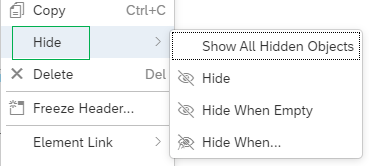 Copy Ctrl+C
Hide
Delete Del
Freeze Header...
Element Link
Show All Hidden Objects
Hide
Hide When Empty
Hide When...